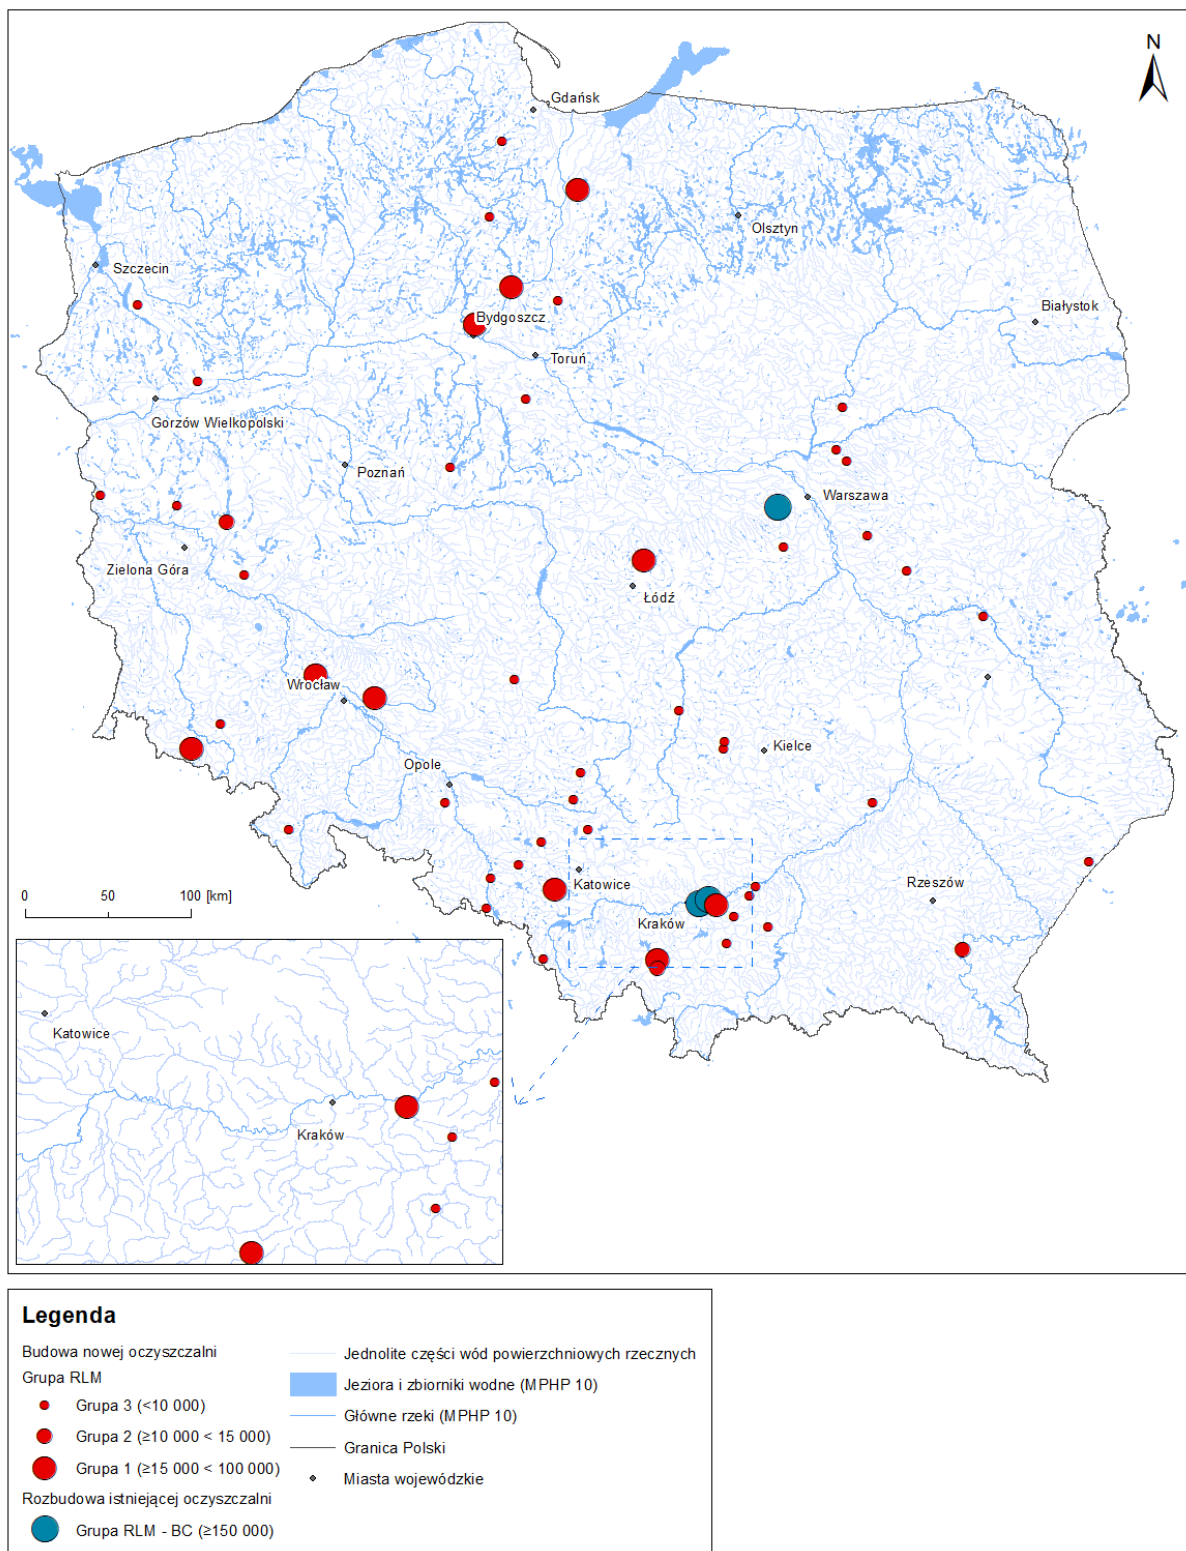 N
Gdańsk
Olsztyn
Szczecin
Białystok
Bydgoszcz
Toruń
Gorzów Wielkopolski
Poznań
Warszawa
Zielona Góra
Łódź
Wrocław
Kielce
Opole
Katowice
Rzeszów
Kraków
0 50 100 [km]
Katowice
Kraków
Legenda
Budowa nowej oczyszczalni
Grupa RLM
Grupa 3 (<10 000)
Grupa 2 (≥10 000 < 15 000)
Grupa 1 (≥15 000 < 100 000)
Rozbudowa istniejącej oczyszczalni
Grupa RLM - BC (≥150 000)
Jednolite części wód powierzchniowych rzecznych
Jeziora i zbiorniki wodne (MPHP 10)
Główne rzeki (MPHP 10)
Granica Polski
Miasta wojewódzkie